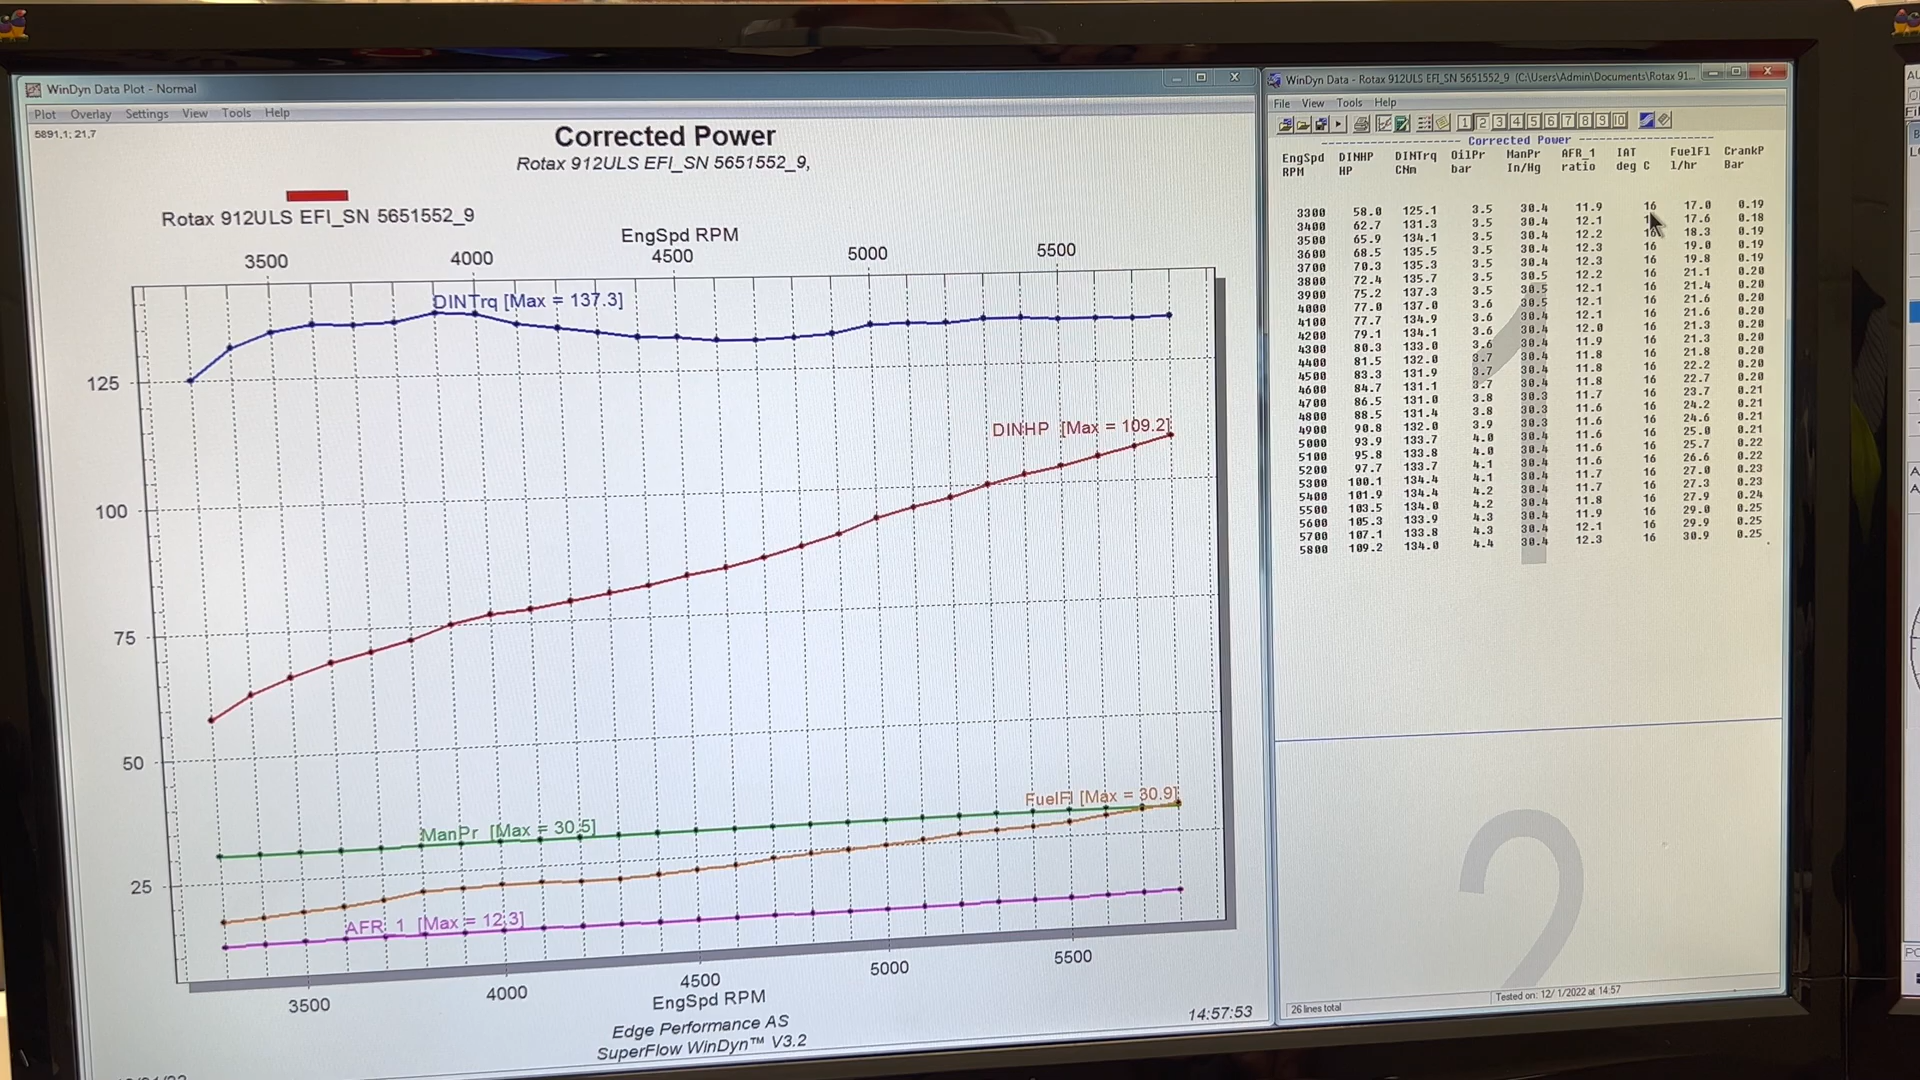 WinDyn Data Plot - Normal
Plot Overlay Settings View Tools Help
5891,1; 21,7
Corrected Power
Rotax 912ULS EFI_SN 5651552_9,
Rotax 912ULS EFI_SN 5651552_9
EngSpd RPM
3500 4000 4500 5000 5500
DINTrq [Max = 137.3]
125
DINHP [Max = 109.2]
100
75
50
FuelFl [Max = 30.9]
ManPr [Max = 30.5]
25
AFR_1 [Max = 12.3]
3500 4000 4500 5000 5500
EngSpd RPM
Edge Performance AS
SuperFlow WinDyn™ V3.2
14:57:53
WinDyn Data - Rotax 912ULS EFI_SN 5651552_9 (C:\Users\Admin\Documents\Rotax 91...
File View Tools Help
1 2 3 4 5 6 7 8 9 10
Corrected Power
EngSpd DINHP DINTrq OilPr ManPr AFR_1 IAT FuelFl CrankP
RPM HP CNm bar In/Hg ratio deg C l/hr Bar
3300 58.0 125.1 3.5 30.4 11.9 16 17.0 0.19
3400 62.7 131.3 3.5 30.4 12.1 17.6 0.18
3500 65.9 134.1 3.5 30.4 12.2 16 18.3 0.19
3600 68.5 135.5 3.5 30.4 12.3 16 19.0 0.19
3700 70.3 135.3 3.5 30.4 12.3 16 19.8 0.19
3800 72.4 135.7 3.5 30.5 12.2 16 21.1 0.20
3900 75.2 137.3 3.5 30.5 12.1 16 21.4 0.20
4000 77.0 137.0 3.6 30.5 12.1 16 21.6 0.20
4100 77.7 134.9 3.6 30.4 12.1 16 21.6 0.20
4200 79.1 134.1 3.6 30.4 12.0 16 21.3 0.20
4300 80.3 133.0 3.6 30.4 11.9 16 21.3 0.20
4400 81.5 132.0 3.7 30.4 11.8 16 21.8 0.20
4500 83.3 131.9 3.7 30.4 11.8 16 22.2 0.20
4600 84.7 131.1 3.7 30.4 11.8 16 22.7 0.20
4700 86.5 131.0 3.8 30.3 11.7 16 23.7 0.21
4800 88.5 131.4 3.8 30.3 11.6 16 24.2 0.21
4900 90.8 132.0 3.9 30.3 11.6 16 24.6 0.21
5000 93.9 133.7 4.0 30.4 11.6 16 25.0 0.21
5100 95.8 133.8 4.0 30.4 11.6 16 25.7 0.22
5200 97.7 133.7 4.1 30.4 11.6 16 26.6 0.22
5300 100.1 134.4 4.1 30.4 11.7 16 27.0 0.23
5400 101.9 134.4 4.2 30.4 11.7 16 27.3 0.23
5500 103.5 134.0 4.2 30.4 11.8 16 27.9 0.24
5600 105.3 133.9 4.3 30.4 11.9 16 29.0 0.25
5700 107.1 133.8 4.3 30.4 12.1 16 29.9 0.25
5800 109.2 134.0 4.4 30.4 12.3 16 30.9 0.25
1
2
26 lines total
Tested on: 12/ 1/2022 at 14:57